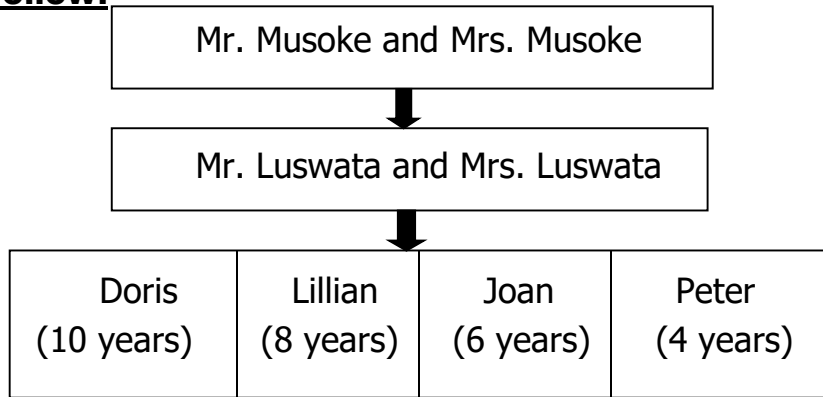 Mr. Musoke and Mrs. Musoke
Mr. Luswata and Mrs. Luswata
Doris Lillian Joan Peter
(10 years) (8 years) (6 years) (4 years)